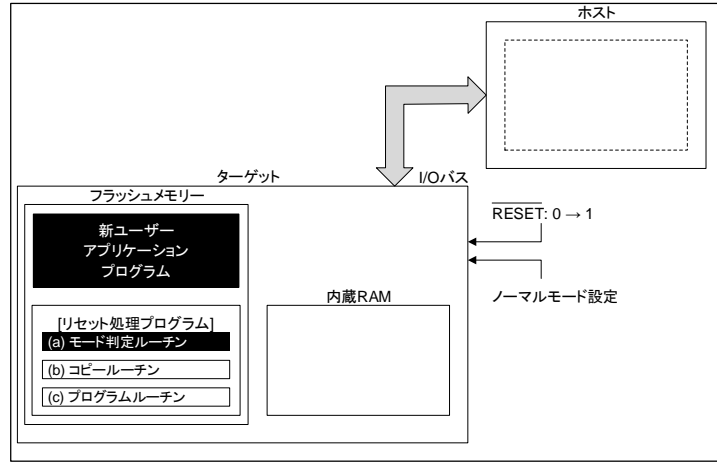 ホスト
ターゲット
I/Oバス
フラッシュメモリー
新ユーザー
アプリケーション
プログラム
RESET: 0 → 1
ノーマルモード設定
内蔵RAM
[リセット処理プログラム]
(a) モード判定ルーチン
(b) コピールーチン
(c) プログラムルーチン